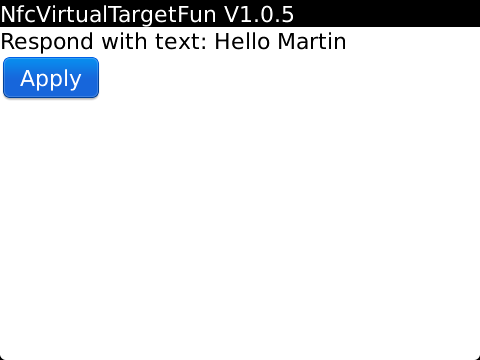 NfcVirtualTargetFun V1.0.5
Respond with text: Hello Martin
Apply